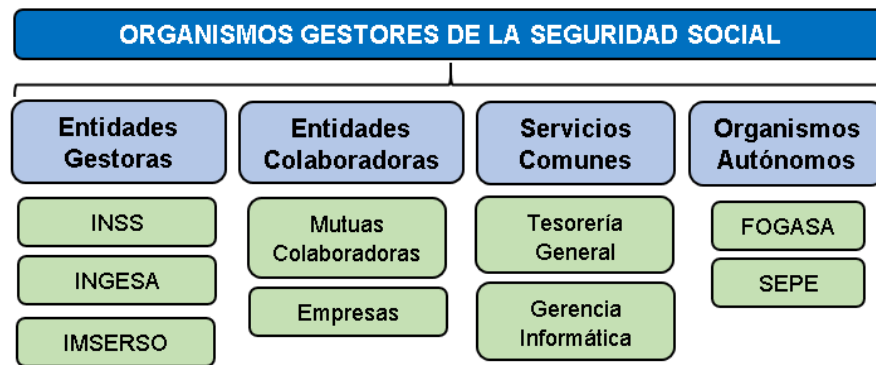 ORGANISMOS GESTORES DE LA SEGURIDAD SOCIAL
Entidades
Gestoras
INSS
INGESA
IMSERSO
Entidades
Colaboradoras
Mutuas
Colaboradoras
Empresas
Servicios
Comunes
Tesorería
General
Gerencia
Informática
Organismos
Autónomos
FOGASA
SEPE